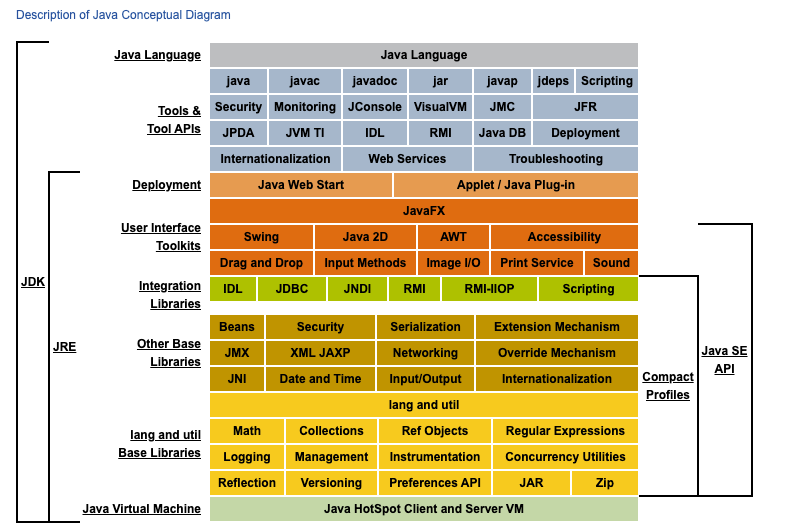 Description of Java Conceptual Diagram
Java Language Java Language
java javac javadoc jar javap jdeps Scripting
Tools & Tool APIs
Security Monitoring JConsole VisualVM JMC JFR
JPDA JVM TI IDL RMI Java DB Deployment
Internationalization Web Services Troubleshooting
Deployment Java Web Start Applet / Java Plug-in
JavaFX
User Interface Toolkits
Swing Java 2D AWT Accessibility
Drag and Drop Input Methods Image I/O Print Service Sound
JDK
Integration Libraries
IDL JDBC JNDI RMI RMI-IIOP Scripting
JRE
Other Base Libraries
Beans Security Serialization Extension Mechanism
JMX XML JAXP Networking Override Mechanism
JNI Date and Time Input/Output Internationalization
Java SE API
Compact Profiles
lang and util
lang and util Base Libraries
Math Collections Ref Objects Regular Expressions
Logging Management Instrumentation Concurrency Utilities
Reflection Versioning Preferences API JAR Zip
Java Virtual Machine Java HotSpot Client and Server VM